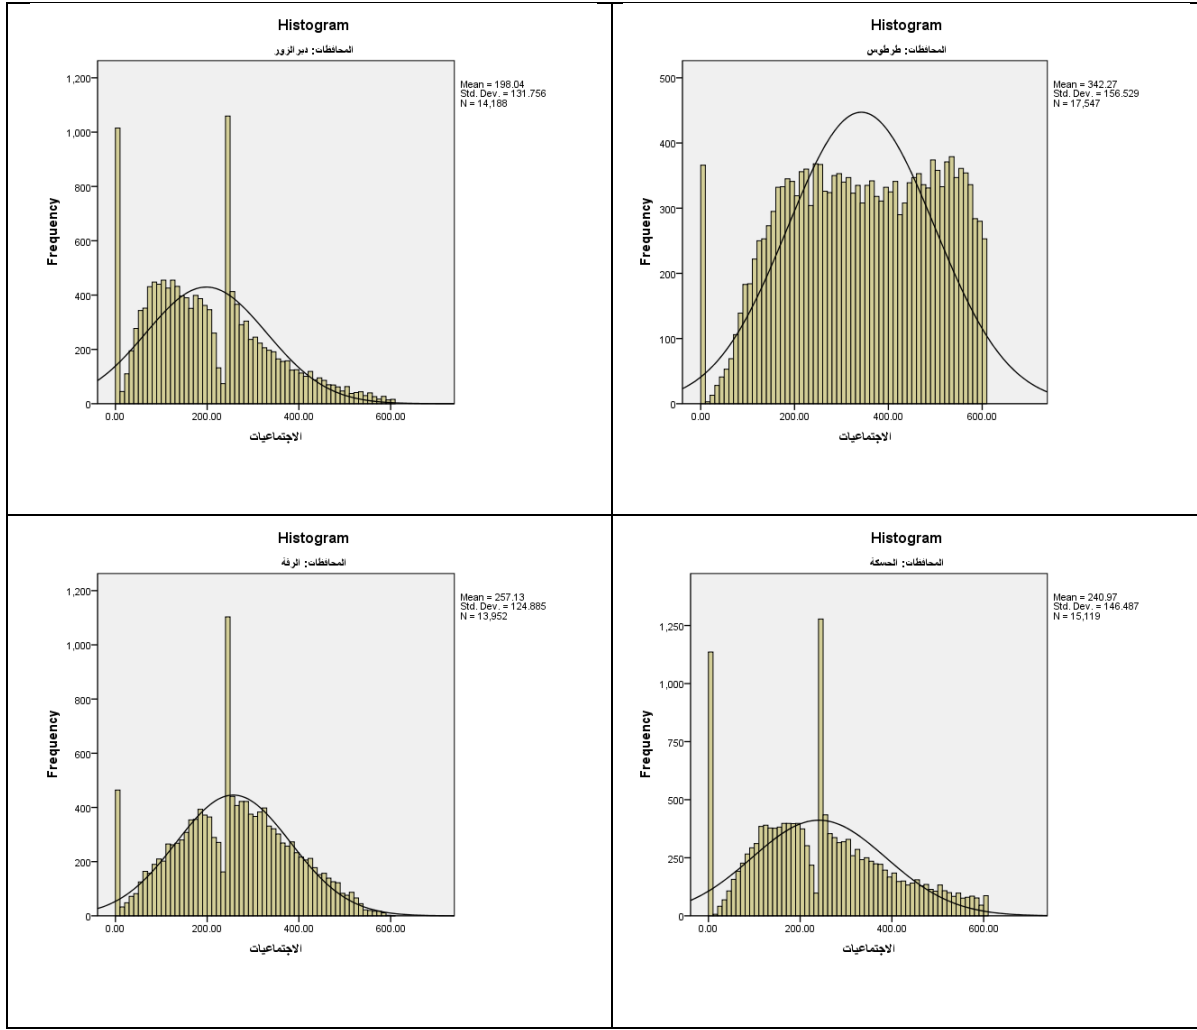 Histogram
المحافظات: دير الزور
Mean = 198.04
Std. Dev. = 131.756
N = 14,188
1,200
1,000
800
600
400
200
0
Frequency
0.00 200.00 400.00 600.00
الاجتماعيات
Histogram
المحافظات: طرطوس
Mean = 342.27
Std. Dev. = 156.529
N = 17,547
500
400
300
200
100
0
Frequency
0.00 200.00 400.00 600.00
الاجتماعيات
Histogram
المحافظات: الرقة
Mean = 257.13
Std. Dev. = 124.885
N = 13,952
1,200
1,000
800
600
400
200
0
Frequency
0.00 200.00 400.00 600.00
الاجتماعيات
Histogram
المحافظات: الحسكة
Mean = 240.97
Std. Dev. = 146.487
N = 15,119
1,250
1,000
750
500
250
0
Frequency
0.00 200.00 400.00 600.00
الاجتماعيات